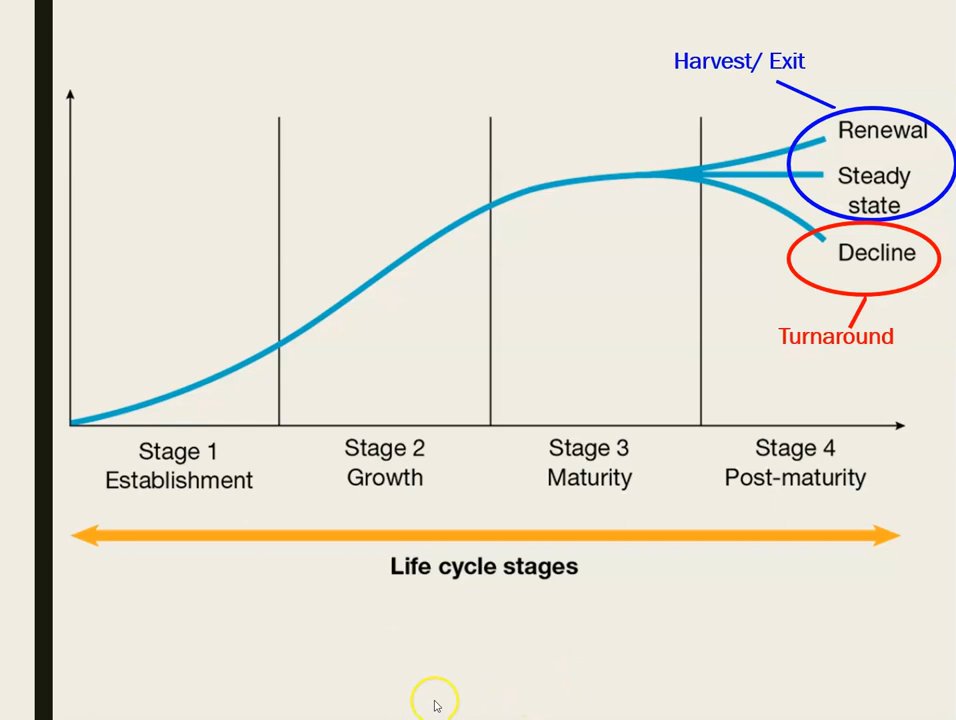 Harvest/ Exit
Renewal
Steady
state
Decline
Turnaround
Stage 1
Establishment
Stage 2
Growth
Stage 3
Maturity
Stage 4
Post-maturity
Life cycle stages